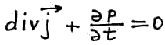 div j⃗ + ∂ρ/∂t = 0